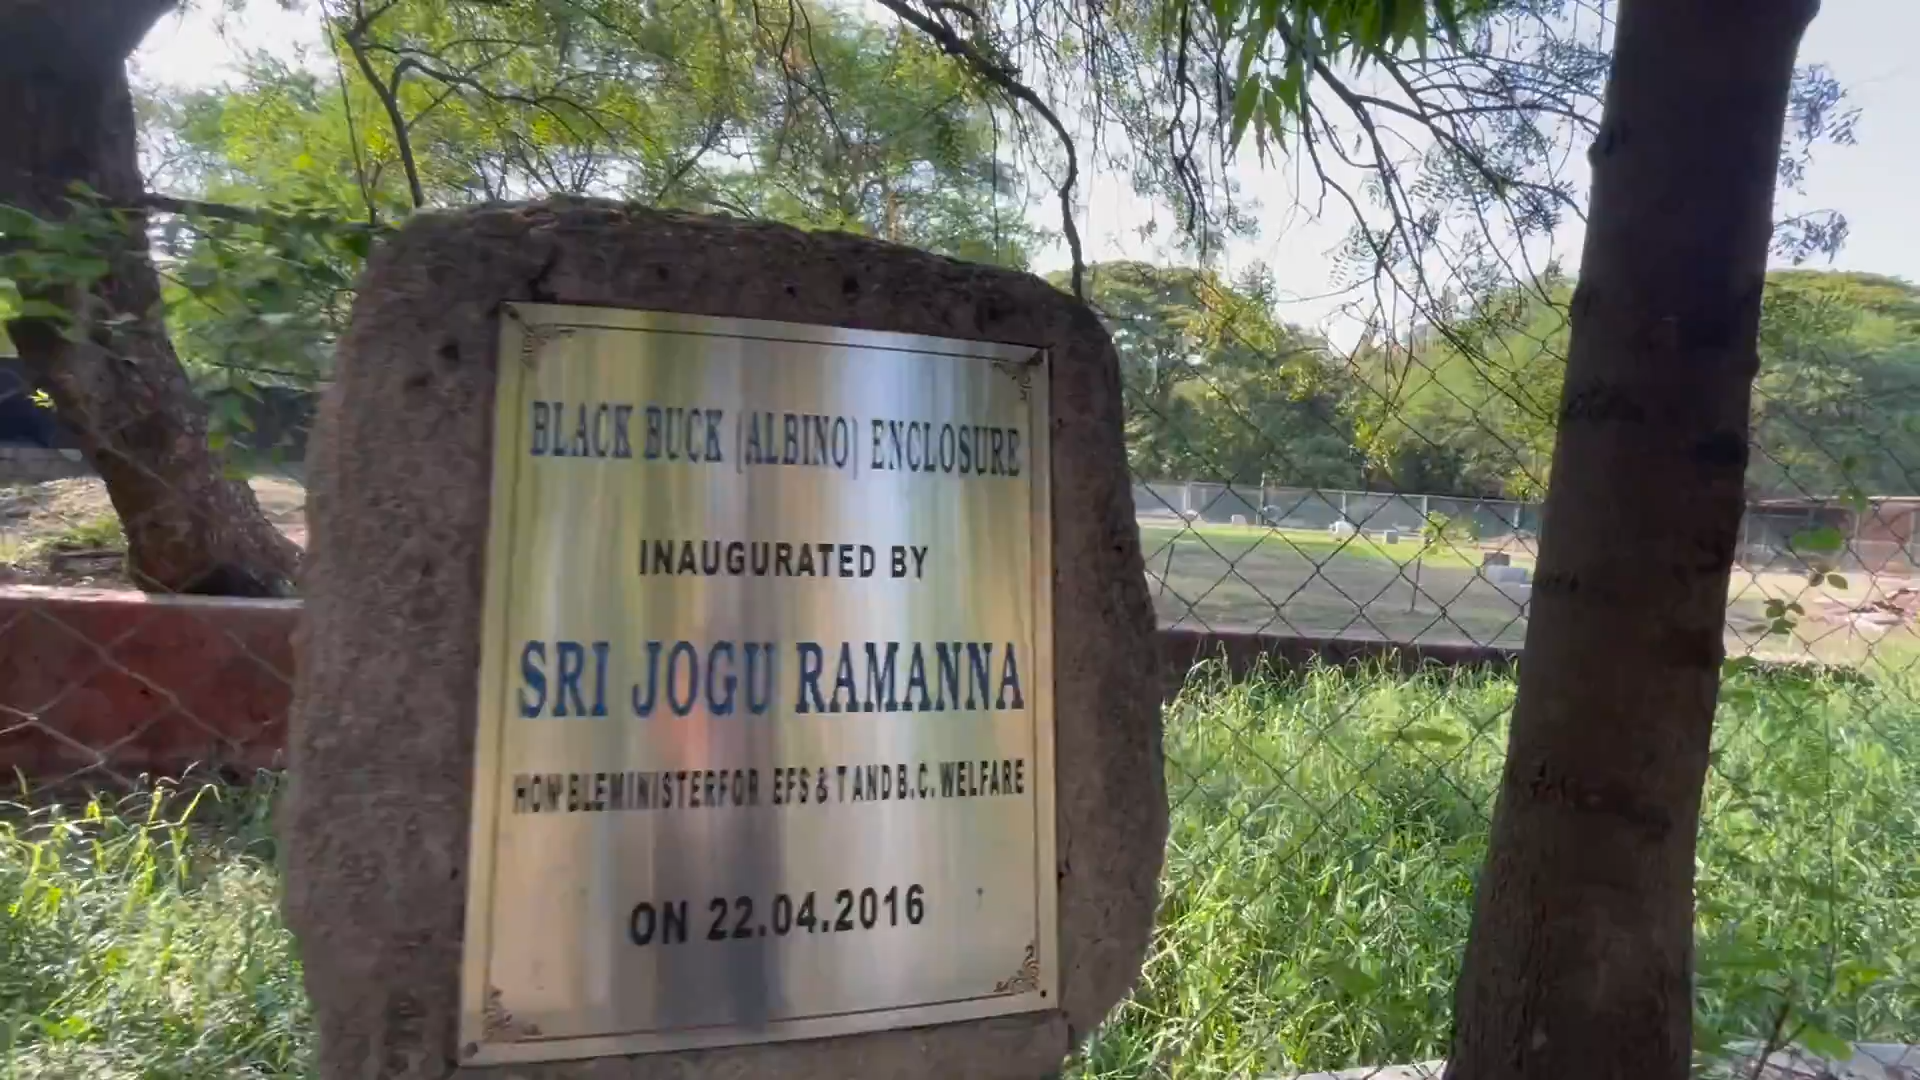 BLACK BUCK (ALBINO) ENCLOSURE
INAUGURATED BY
SRI JOGU RAMANNA
HON'BLE MINISTER FOR EFS & T AND B.C. WELFARE
ON 22.04.2016